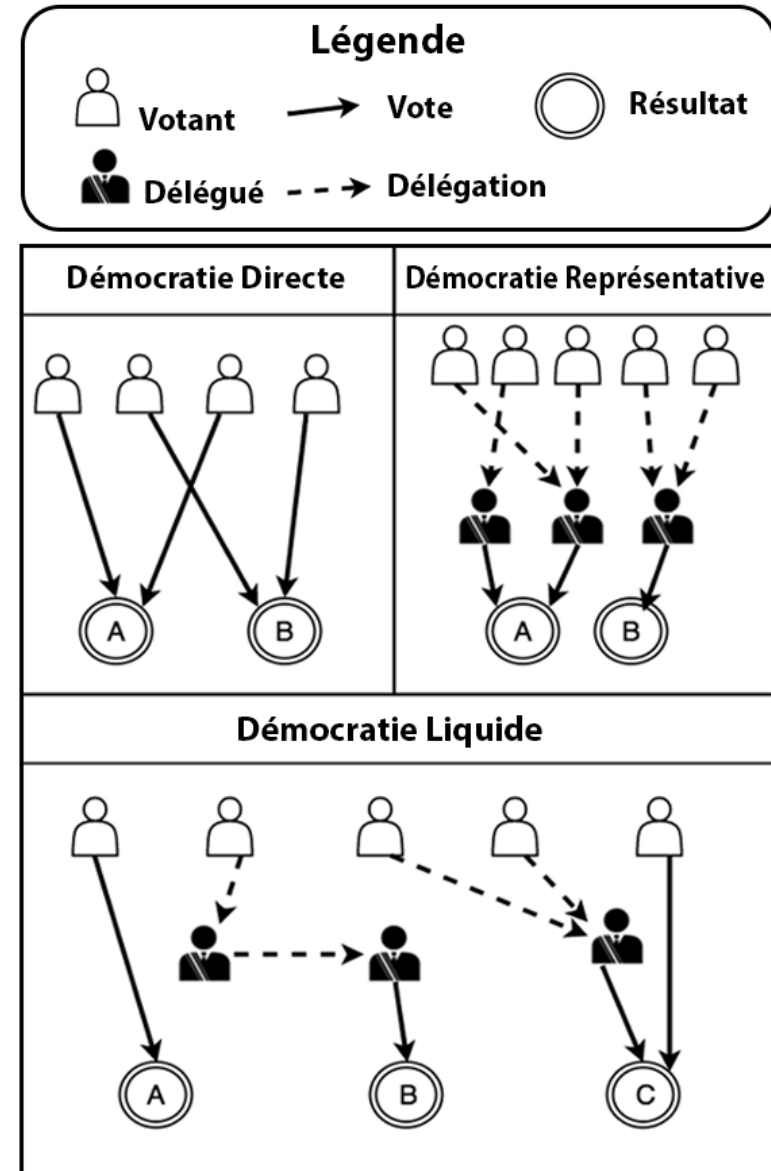 Légende
Votant
Vote
Résultat
Délégué
Délégation
Démocratie Directe
Démocratie Représentative
A
B
A
B
Démocratie Liquide
A
B
C